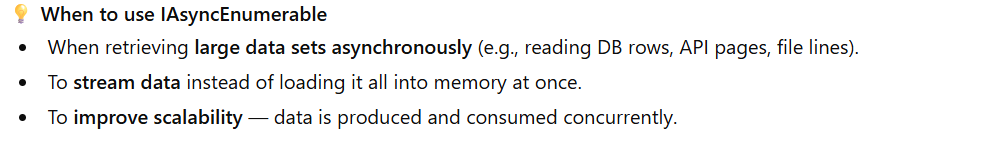 💡 When to use IAsyncEnumerable
• When retrieving large data sets asynchronously (e.g., reading DB rows, API pages, file lines).
• To stream data instead of loading it all into memory at once.
• To improve scalability — data is produced and consumed concurrently.